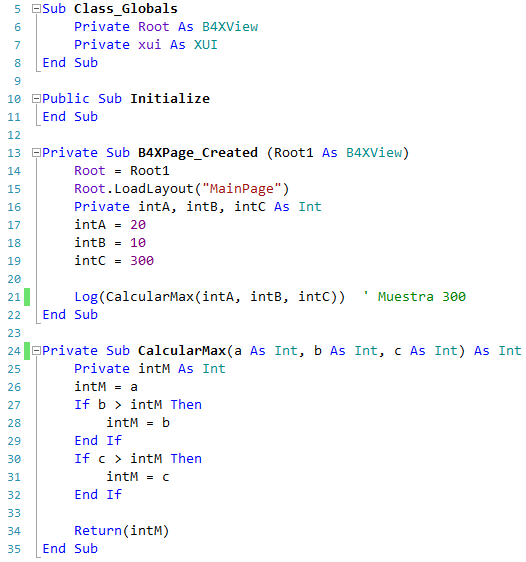 5 Sub Class_Globals
6     Private Root As B4XView
7     Private xui As XUI
8 End Sub
9
10 Public Sub Initialize
11 End Sub
12
13 Private Sub B4XPage_Created (Root1 As B4XView)
14     Root = Root1
15     Root.LoadLayout("MainPage")
16     Private intA, intB, intC As Int
17     intA = 20
18     intB = 10
19     intC = 300
20
21     Log(CalcularMax(intA, intB, intC))  ' Muestra 300
22 End Sub
23
24 Private Sub CalcularMax(a As Int, b As Int, c As Int) As Int
25     Private intM As Int
26     intM = a
27     If b > intM Then
28         intM = b
29     End If
30     If c > intM Then
31         intM = c
32     End If
33
34     Return(intM)
35 End Sub